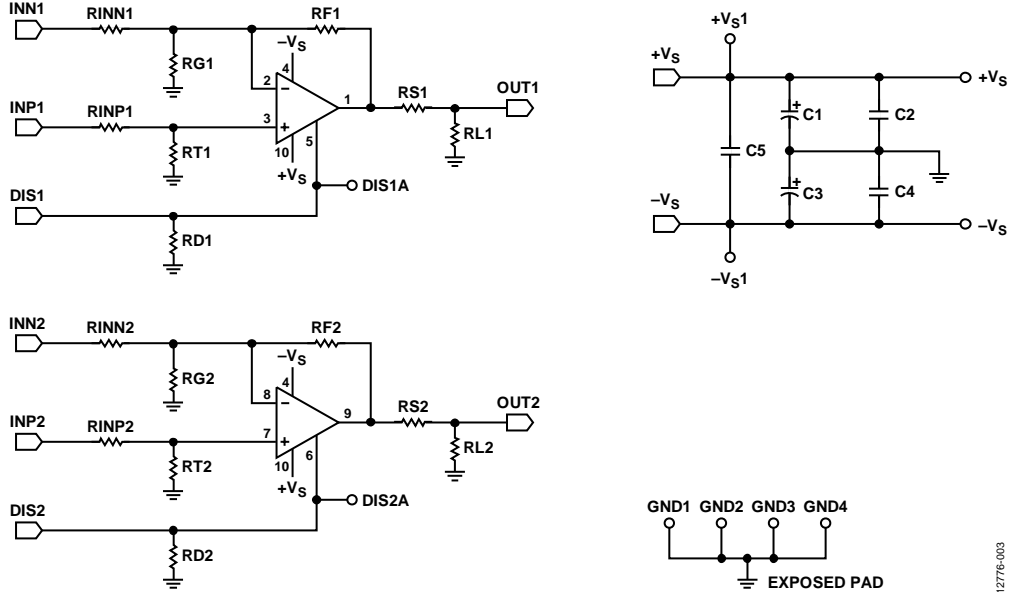 INN1
RINN1
RF1
RG1
−VS
4
2
−
1
RS1
OUT1
INP1
RINP1
3
+
RL1
RT1
10
5
+VS
DIS1A
DIS1
RD1
+VS1
+VS
+VS
+
C1
C2
C5
+
C3
C4
−VS
−VS
−VS1
INN2
RINN2
RF2
RG2
−VS
4
8
−
9
RS2
OUT2
INP2
RINP2
7
+
RL2
RT2
10
6
+VS
DIS2A
DIS2
RD2
GND1 GND2 GND3 GND4
EXPOSED PAD
12776-003